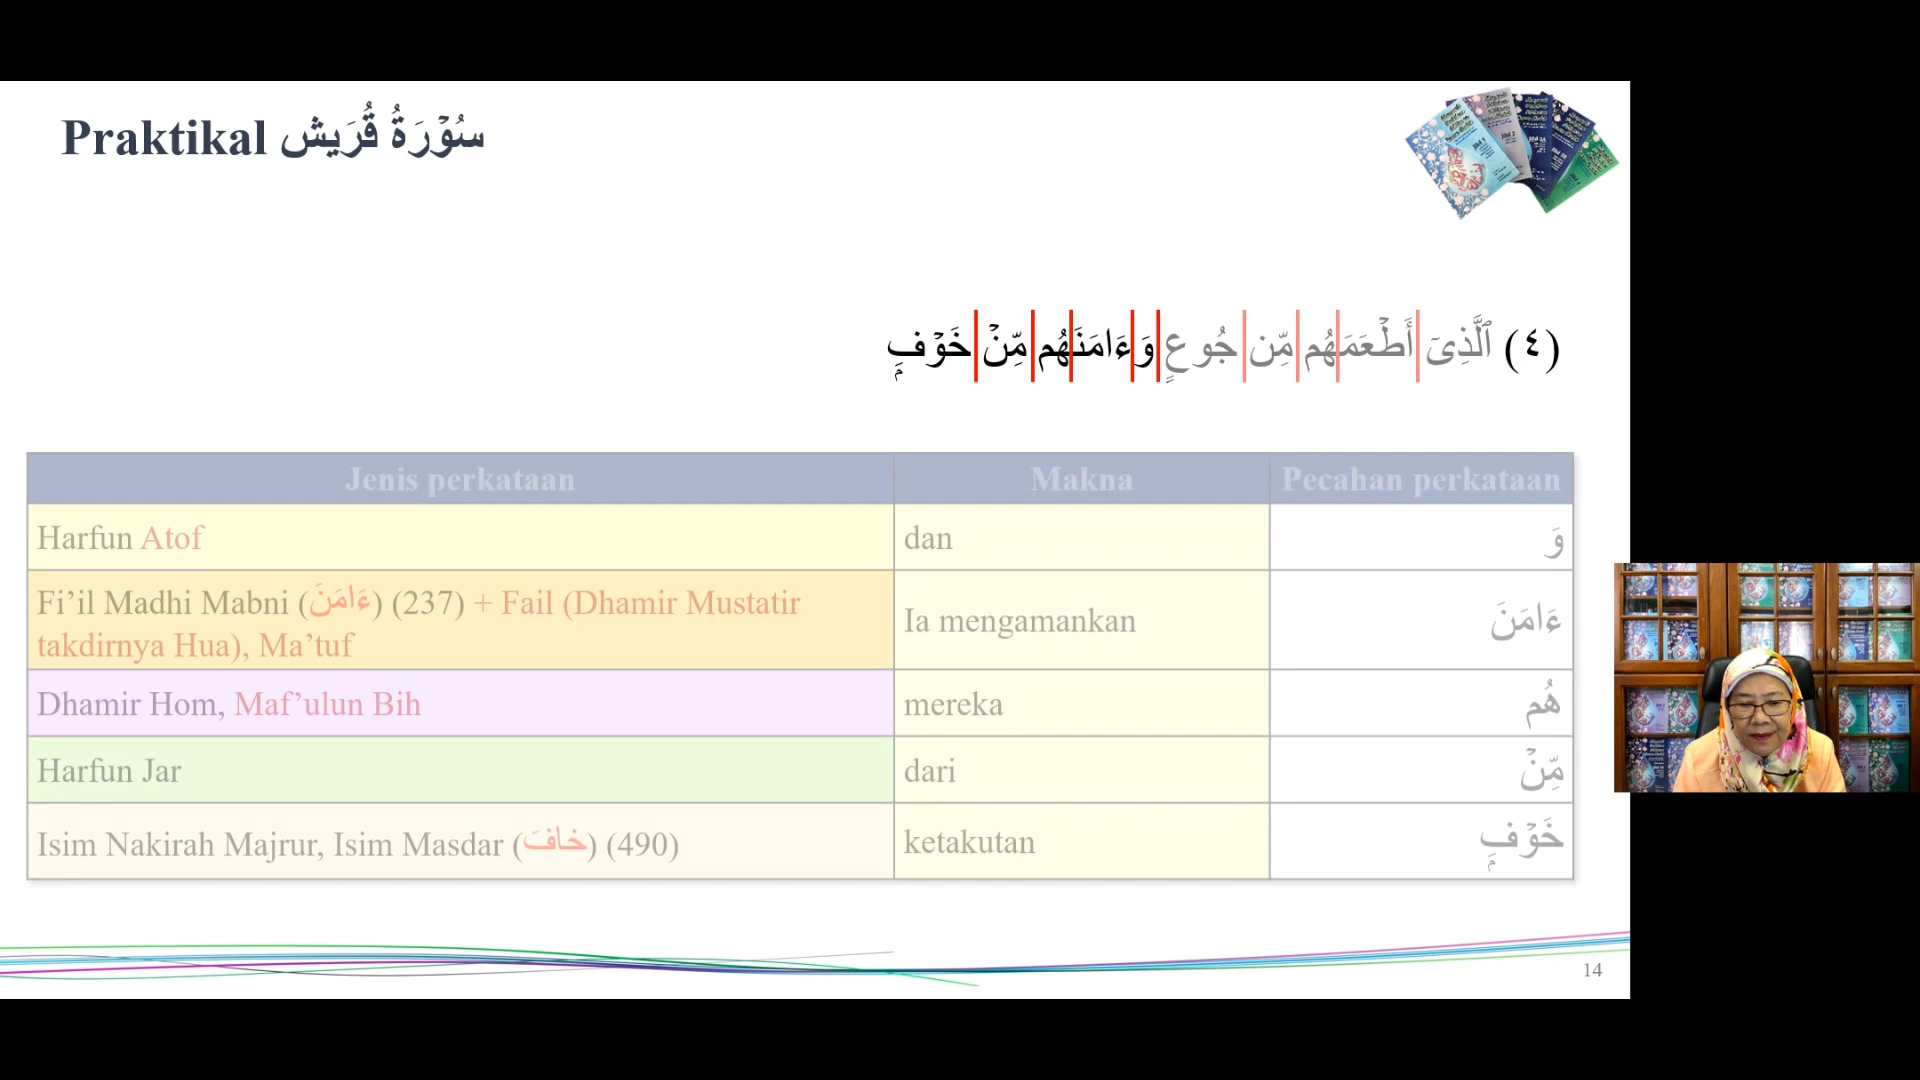 Praktikal سُوْرَةُ قُرَيش
(٤) ٱلَّذِىٓ أَطْعَمَهُم مِّن جُوعٍ وَءَامَنَهُم مِّنْ خَوْفٍۭ
Jenis perkataan	Makna	Pecahan perkataan
Harfun Atof	dan	وَ
Fi’il Madhi Mabni (ءَامَنَ) (237) + Fail (Dhamir Mustatir
takdirnya Hua), Ma’tuf	Ia mengamankan	ءَامَنَ
Dhamir Hom, Maf’ulun Bih	mereka	هُم
Harfun Jar	dari	مِّنْ
Isim Nakirah Majrur, Isim Masdar (خافَ) (490)	ketakutan	خَوْفٍۭ
14